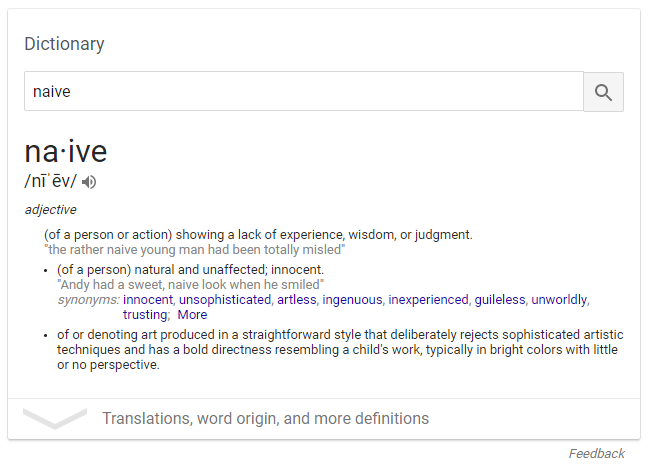 Dictionary
naive
na·ive
/nīˈēv/
adjective
(of a person or action) showing a lack of experience, wisdom, or judgment.
"the rather naive young man had been totally misled"
• (of a person) natural and unaffected; innocent.
"Andy had a sweet, naive look when he smiled"
synonyms: innocent, unsophisticated, artless, ingenuous, inexperienced, guileless, unworldly,
trusting; More
• of or denoting art produced in a straightforward style that deliberately rejects sophisticated artistic
techniques and has a bold directness resembling a child's work, typically in bright colors with little
or no perspective.
Translations, word origin, and more definitions
Feedback